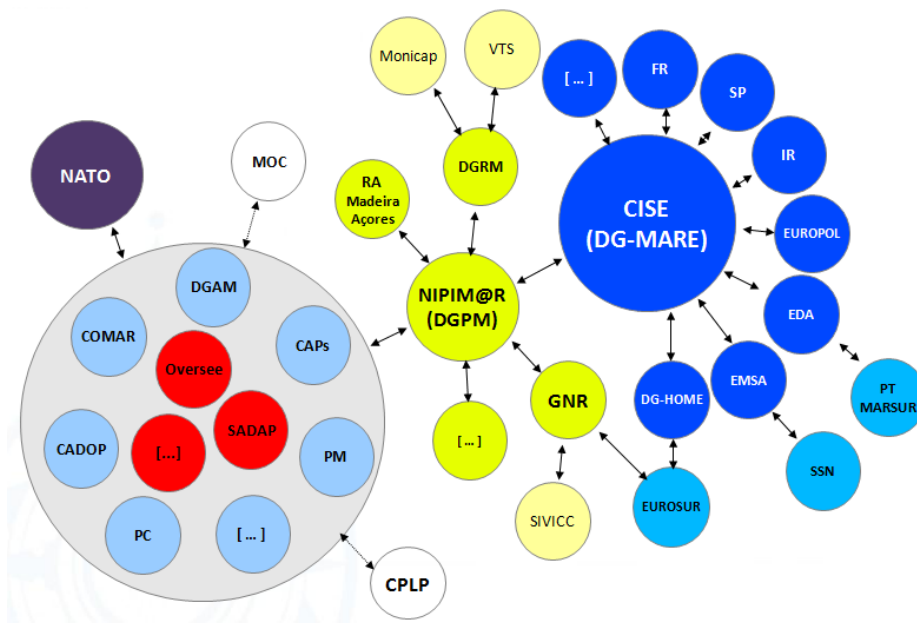 Monicap
VTS
[ ... ]
FR
SP
NATO
MOC
DGRM
IR
RA
Madeira
Açores
CISE
(DG-MARE)
EUROPOL
DGAM
NIPIM@R
(DGPM)
COMAR
CAPs
EDA
Oversee
DG-HOME
EMSA
PT
MARSUR
GNR
SADAP
CADOP
[...]
PM
[ ... ]
SSN
EUROSUR
SIVICC
PC
[ ... ]
CPLP